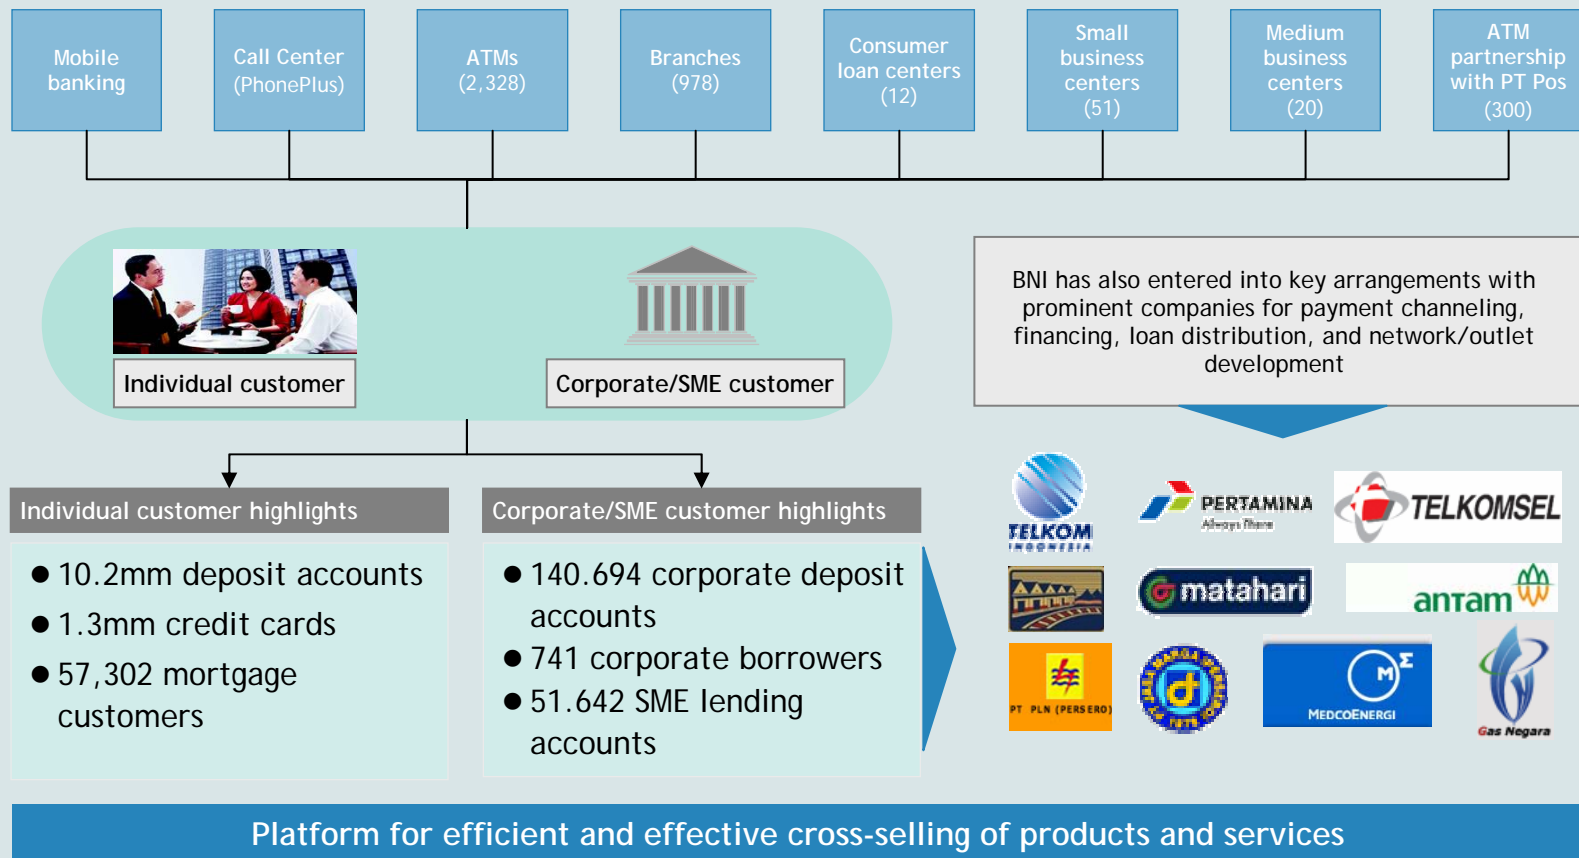 Mobile
banking
Call Center
(PhonePlus)
ATMs
(2,328)
Branches
(978)
Consumer
loan centers
(12)
Small
business
centers
(51)
Medium
business
centers
(20)
ATM
partnership
with PT Pos
(300)
Individual customer
Corporate/SME customer
BNI has also entered into key arrangements with
prominent companies for payment channeling,
financing, loan distribution, and network/outlet
development
Individual customer highlights
● 10.2mm deposit accounts
● 1.3mm credit cards
● 57,302 mortgage
customers
Corporate/SME customer highlights
● 140.694 corporate deposit
accounts
● 741 corporate borrowers
● 51.642 SME lending
accounts
TELKOM
INDONESIA
PERTAMINA
Always There
TELKOMSEL
matahari
antam
PT PLN (PERSERO)
MEDCOENERGI
Gas Negara
Platform for efficient and effective cross-selling of products and services